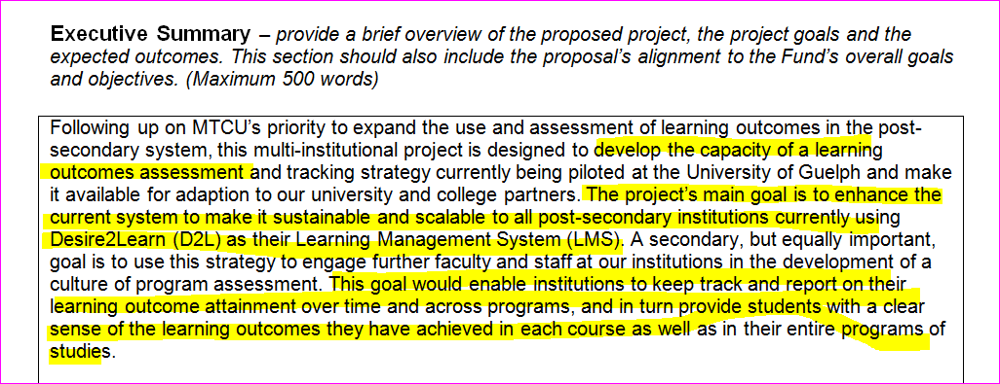 Executive Summary – provide a brief overview of the proposed project, the project goals and the
expected outcomes. This section should also include the proposal's alignment to the Fund's overall goals
and objectives. (Maximum 500 words)
Following up on MTCU's priority to expand the use and assessment of learning outcomes in the post-
secondary system, this multi-institutional project is designed to develop the capacity of a learning
outcomes assessment and tracking strategy currently being piloted at the University of Guelph and make
it available for adaption to our university and college partners. The project's main goal is to enhance the
current system to make it sustainable and scalable to all post-secondary institutions currently using
Desire2Learn (D2L) as their Learning Management System (LMS). A secondary, but equally important,
goal is to use this strategy to engage further faculty and staff at our institutions in the development of a
culture of program assessment. This goal would enable institutions to keep track and report on their
learning outcome attainment over time and across programs, and in turn provide students with a clear
sense of the learning outcomes they have achieved in each course as well as in their entire programs of
studies.